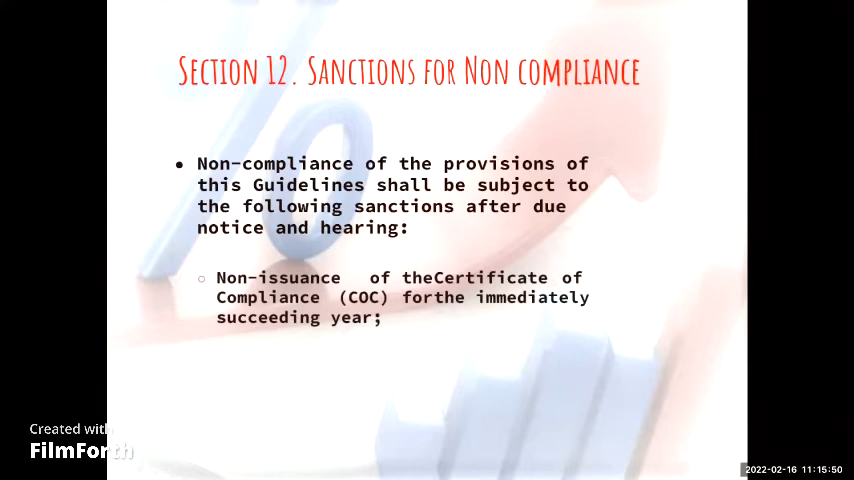 Section 12. Sanctions for Non compliance
● Non-compliance of the provisions of
this Guidelines shall be subject to
the following sanctions after due
notice and hearing:
○ Non-issuance of theCertificate of
Compliance (COC) forthe immediately
succeeding year;
Created with
FilmForth
2022-02-16 11:15:50